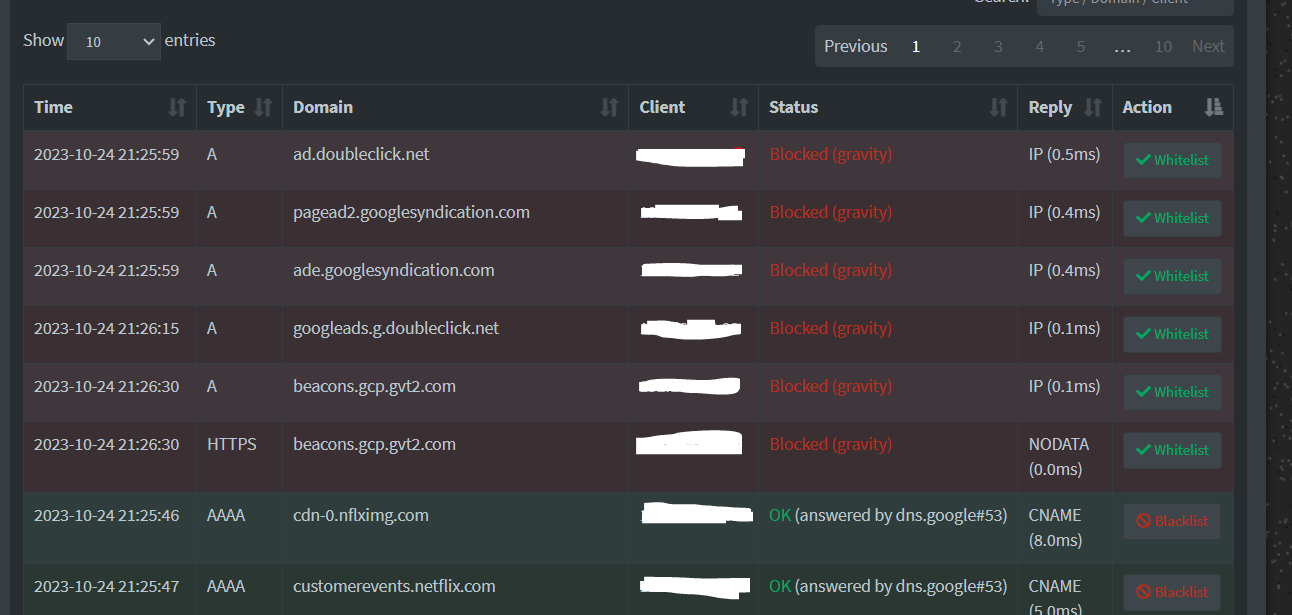 Search: Type / Domain / Client
Show 10 entries
Previous 1 2 3 4 5 ... 10 Next
Time Type Domain Client Status Reply Action
2023-10-24 21:25:59 A ad.doubleclick.net Blocked (gravity) IP (0.5ms) Whitelist
2023-10-24 21:25:59 A pagead2.googlesyndication.com Blocked (gravity) IP (0.4ms) Whitelist
2023-10-24 21:25:59 A ade.googlesyndication.com Blocked (gravity) IP (0.4ms) Whitelist
2023-10-24 21:26:15 A googleads.g.doubleclick.net Blocked (gravity) IP (0.1ms) Whitelist
2023-10-24 21:26:30 A beacons.gcp.gvt2.com Blocked (gravity) IP (0.1ms) Whitelist
2023-10-24 21:26:30 HTTPS beacons.gcp.gvt2.com Blocked (gravity) NODATA Whitelist
(0.0ms)
2023-10-24 21:25:46 AAAA cdn-0.nflximg.com OK (answered by dns.google#53) CNAME Blacklist
(8.0ms)
2023-10-24 21:25:47 AAAA customerevents.netflix.com OK (answered by dns.google#53) CNAME Blacklist
(5.0ms)